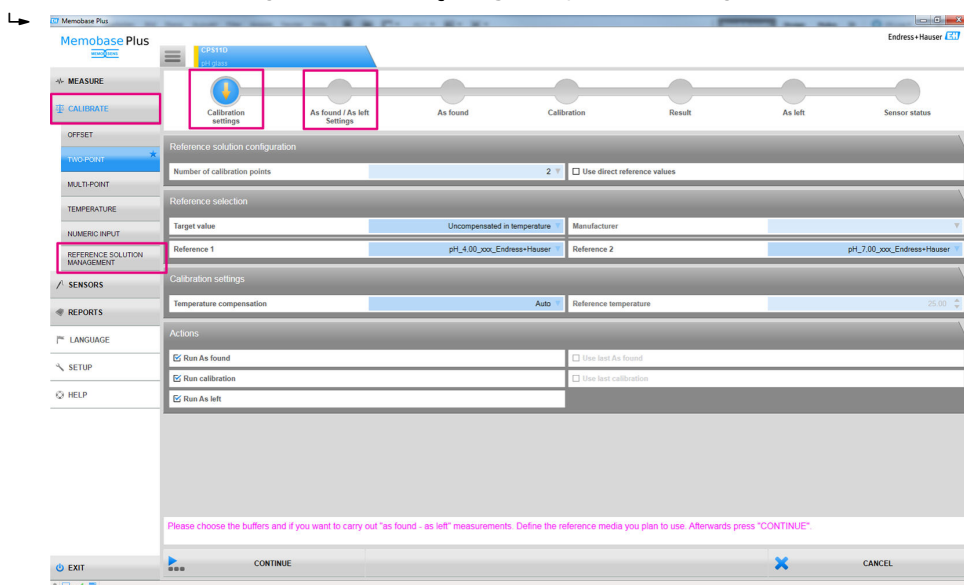 Memobase Plus
Memobase Plus
MEMO SENS
Endress+Hauser EH
CPS11D
pH glass
MEASURE
CALIBRATE
OFFSET
TWO-POINT
MULTI-POINT
TEMPERATURE
NUMERIC INPUT
REFERENCE SOLUTION
MANAGEMENT
SENSORS
REPORTS
LANGUAGE
SETUP
HELP
EXIT
Calibration
settings
As found / As left
Settings
As found
Calibration
Result
As left
Sensor status
Reference solution configuration
Number of calibration points 2 Use direct reference values
Reference selection
Target value Uncompensated in temperature Manufacturer
Reference 1 pH_4.00_xxx_Endress+Hauser Reference 2 pH_7.00_xxx_Endress+Hauser
Calibration settings
Temperature compensation Auto Reference temperature 25.00
Actions
Run As found Use last As found
Run calibration Use last calibration
Run As left
Please choose the buffers and if you want to carry out "as found - as left" measurements. Define the reference media you plan to use. Afterwards press "CONTINUE".
CONTINUE CANCEL